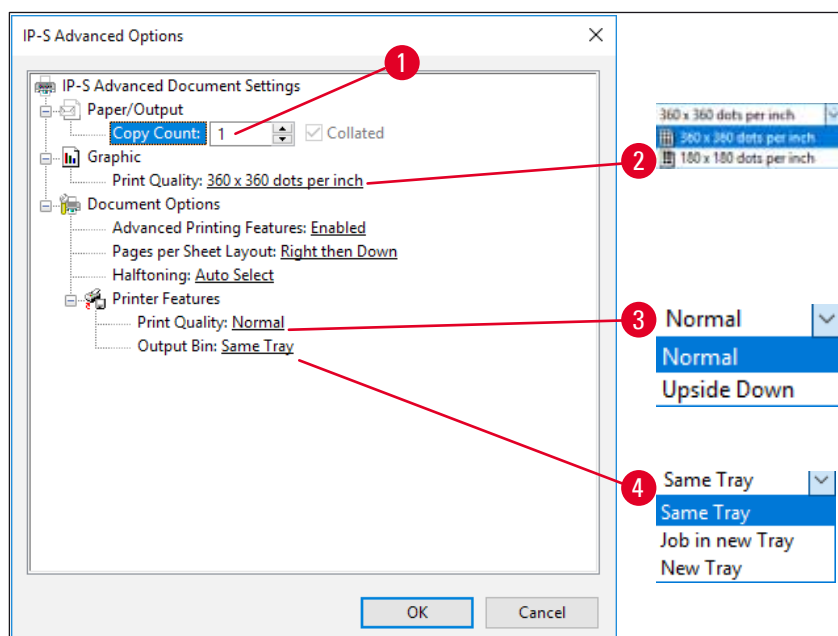 IP-S Advanced Options
IP-S Advanced Document Settings
Paper/Output
Copy Count: 1 Collated
Graphic
Print Quality: 360 x 360 dots per inch
Document Options
Advanced Printing Features: Enabled
Pages per Sheet Layout: Right then Down
Halftoning: Auto Select
Printer Features
Print Quality: Normal
Output Bin: Same Tray
OK Cancel
1
2
360 x 360 dots per inch
360 x 360 dots per inch
180 x 180 dots per inch
3
Normal
Normal
Upside Down
4
Same Tray
Same Tray
Job in new Tray
New Tray